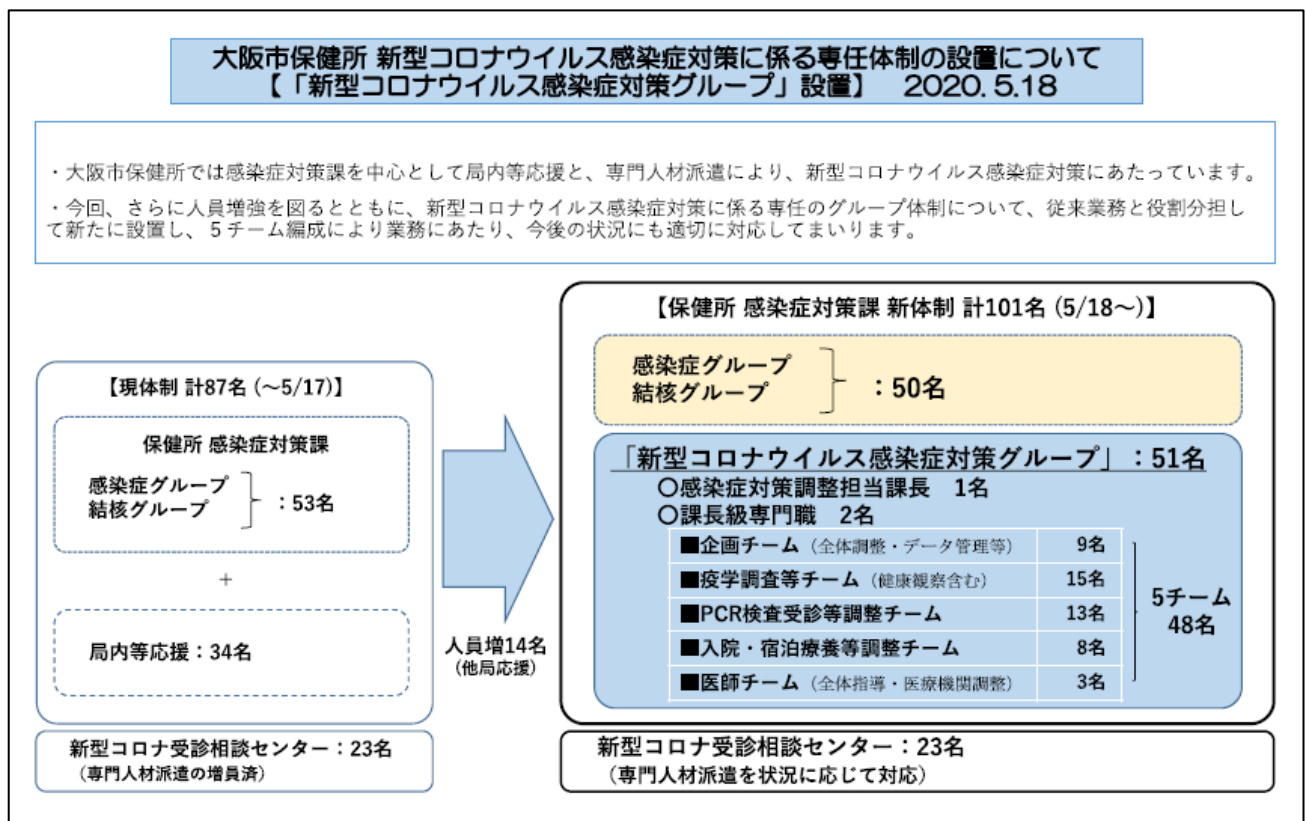 大阪市保健所 新型コロナウイルス感染症対策に係る専任体制の設置について
【「新型コロナウイルス感染症対策グループ」設置】 2020.5.18
・大阪市保健所では感染症対策課を中心として局内等応援と、専門人材派遣により、新型コロナウイルス感染症対策にあたっています。
・今回、さらに人員増強を図るとともに、新型コロナウイルス感染症対策に係る専任のグループ体制について、従来業務と役割分担し
て新たに設置し、５チーム編成により業務にあたり、今後の状況にも適切に対応してまいります。
【現体制 計87名 (～5/17)】
保健所 感染症対策課
感染症グループ
結核グループ
：53名
+
局内等応援：34名
新型コロナ受診相談センター：23名
（専門人材派遣の増員済）
人員増14名
(他局応援)
【保健所 感染症対策課 新体制 計101名 (5/18～)】
感染症グループ
結核グループ
：50名
「新型コロナウイルス感染症対策グループ」：51名
〇感染症対策調整担当課長 1名
〇課長級専門職 2名
■企画チーム（全体調整・データ管理等） 9名
■疫学調査等チーム（健康観察含む） 15名
■PCR検査受診等調整チーム 13名
■入院・宿泊療養等調整チーム 8名
■医師チーム（全体指導・医療機関調整） 3名
5チーム
48名
新型コロナ受診相談センター：23名
（専門人材派遣を状況に応じて対応）